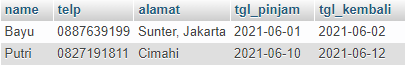 name telp alamat tgl_pinjam tgl_kembali
Bayu 0887639199 Sunter, Jakarta 2021-06-01 2021-06-02
Putri 0827191811 Cimahi 2021-06-10 2021-06-12